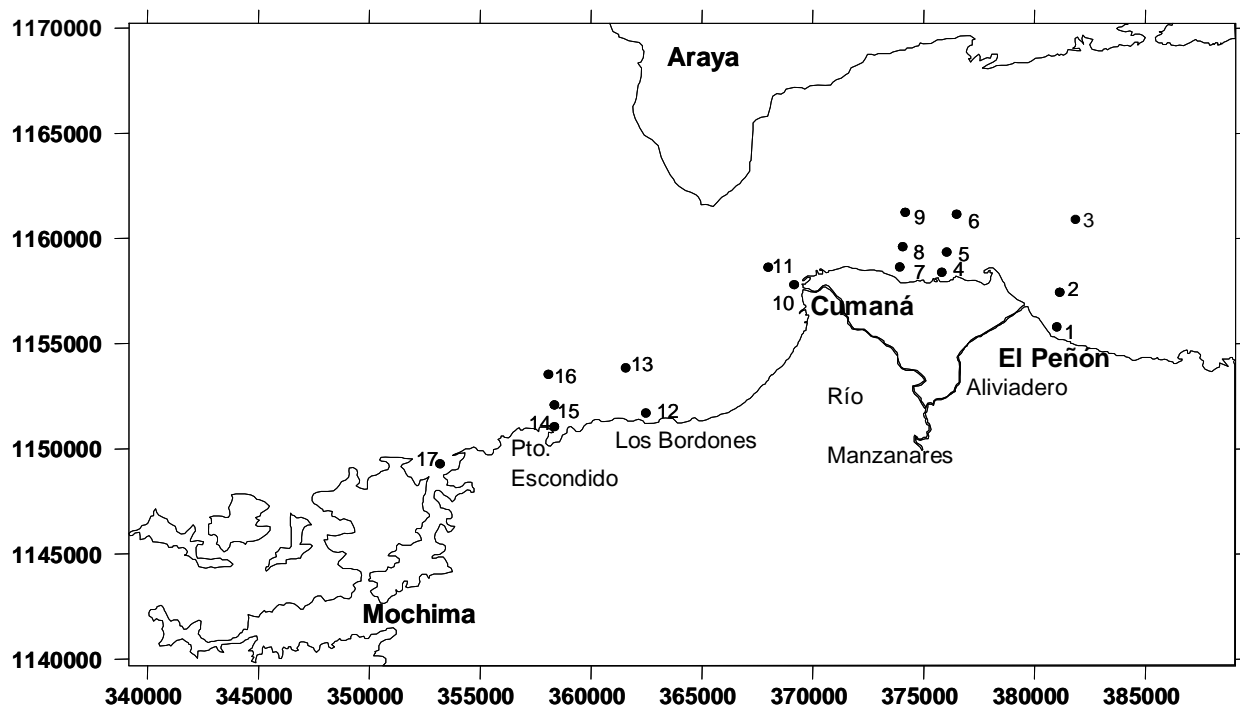 1170000
Araya
1165000
9
6
3
1160000
8
5
11
7
4
2
10
Cumaná
1
1155000
El Peñón
13
Aliviadero
16
Río
15
12
14
Los Bordones
Pto.
1150000
17
Manzanares
Escondido
1145000
Mochima
1140000
340000 345000 350000 355000 360000 365000 370000 375000 380000 385000